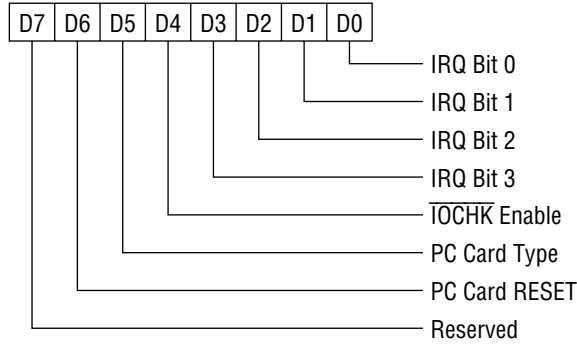 D7 D6 D5 D4 D3 D2 D1 D0
IRQ Bit 0
IRQ Bit 1
IRQ Bit 2
IRQ Bit 3
I̅O̅C̅H̅K̅ Enable
PC Card Type
PC Card RESET
Reserved